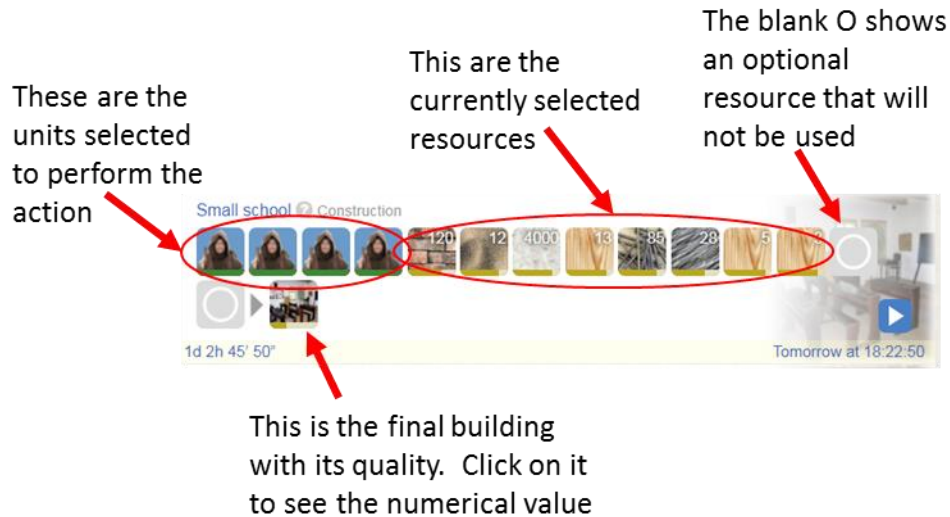 The blank O shows
an optional
resource that will
not be used
This are the
currently selected
resources
These are the
units selected
to perform the
action
Small school ? Construction
120 12 4000 13 85 28 5
1d 2h 45' 50"
Tomorrow at 18:22:50
This is the final building
with its quality. Click on it
to see the numerical value